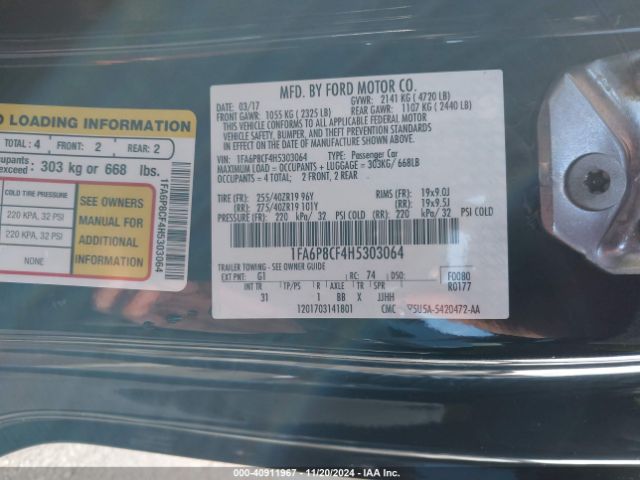 MFD. BY FORD MOTOR CO.
DATE: 03/17 GVWR: 2141 KG ( 4720 LB)
FRONT GAWR: 1055 KG ( 2325 LB) REAR GAWR: 1107 KG ( 2440 LB)
THIS VEHICLE CONFORMS TO ALL APPLICABLE FEDERAL MOTOR
VEHICLE SAFETY, BUMPER, AND THEFT PREVENTION STANDARDS
IN EFFECT ON THE DATE OF MANUFACTURE SHOWN ABOVE.
VIN: 1FA6P8CF4H5303064 TYPE: Passenger Car
MAXIMUM LOAD = OCCUPANTS + LUGGAGE = 303KG/ 668LB
OCCUPANTS = 4 TOTAL: 2 FRONT, 2 REAR
TIRE (FR): 255/40ZR19 96Y RIMS (FR): 19x9.0J
(RR): 275/40ZR19 101Y (RR): 19x9.5J
PRESSURE (FR): 220 kPa/ 32 PSI COLD (RR): 220 kPa/ 32 PSI COLD
1FA6P8CF4H5303064
TRAILER TOWING - SEE OWNER GUIDE
EXT PNT: G1 RC: 74 DSO: F0080
INT TR TP/PS R AXLE TR SPR R0177
31 1 BB X JJHH
1201703141801 CMC 5U5A-5420472-AA
LOADING INFORMATION
TOTAL : 4 FRONT: 2 REAR: 2
303 kg or 668 lbs.
exceed :
COLD TIRE PRESSURE
220 KPA, 32 PSI
220 KPA, 32 PSI
NONE
SEE OWNERS
MANUAL FOR
ADDITIONAL
INFORMATION
1FA6P8CF4H5303064
000-40911967 - 11/20/2024 - IAA Inc.